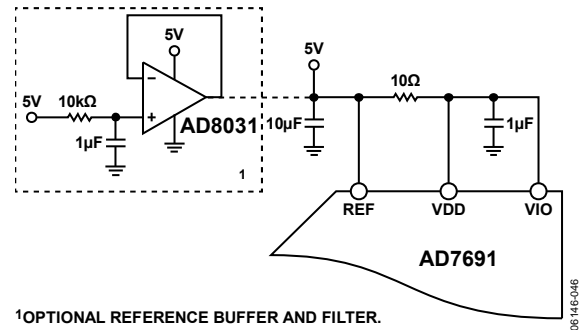 5V
5V
5V 10kΩ
10Ω
–
+
AD8031
10µF
1µF
1µF
1
REF VDD VIO
AD7691
¹OPTIONAL REFERENCE BUFFER AND FILTER.
06146-046